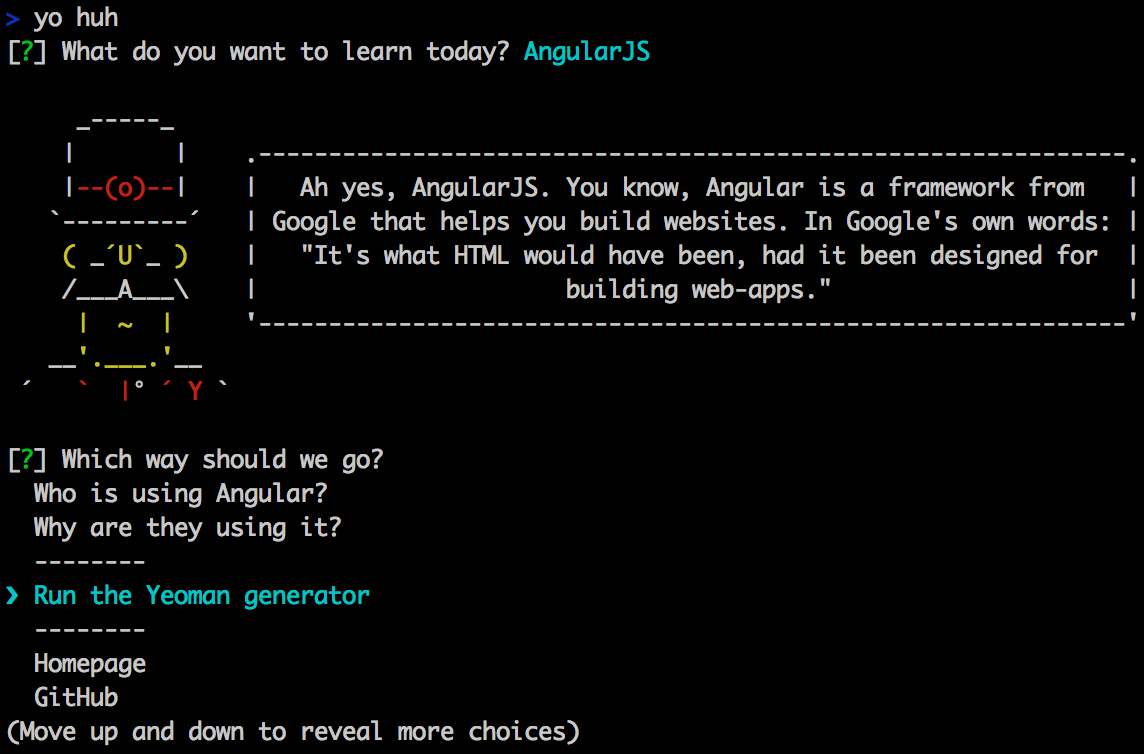 > yo huh
[?] What do you want to learn today? AngularJS
     _-----_
    |       |    .--------------------------------------------------------------.
    |--(o)--|    |   Ah yes, AngularJS. You know, Angular is a framework from   |
   `---------´   | Google that helps you build websites. In Google's own words: |
    ( _´U`_ )    |   "It's what HTML would have been, had it been designed for  |
    /___A___\    |                      building web-apps."                     |
     |  ~  |     '--------------------------------------------------------------'
   __'.___.'__
 ´   `  |° ´ Y `
[?] Which way should we go?
  Who is using Angular?
  Why are they using it?
  --------
❯ Run the Yeoman generator
  --------
  Homepage
  GitHub
(Move up and down to reveal more choices)